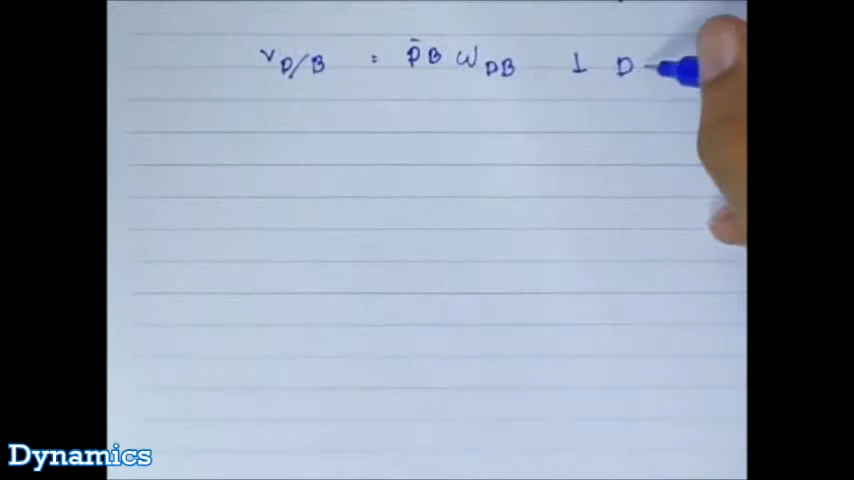 v D/B = D̄B ω DB ⊥ D
Dynamics